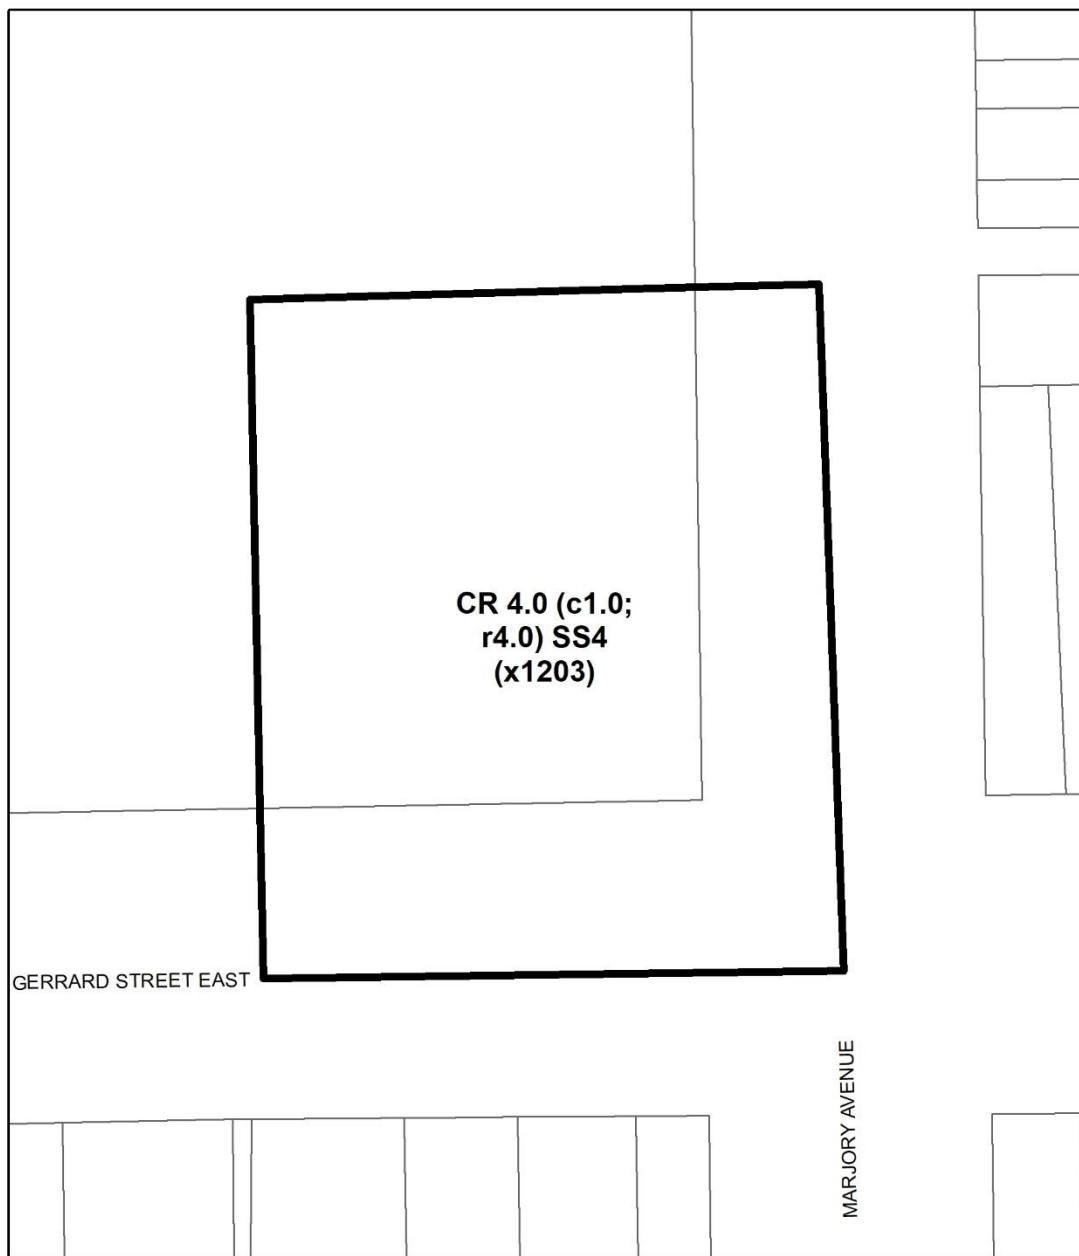 CR 4.0 (c1.0;
r4.0) SS4
(x1203)
GERRARD STREET EAST
MARJORY AVENUE